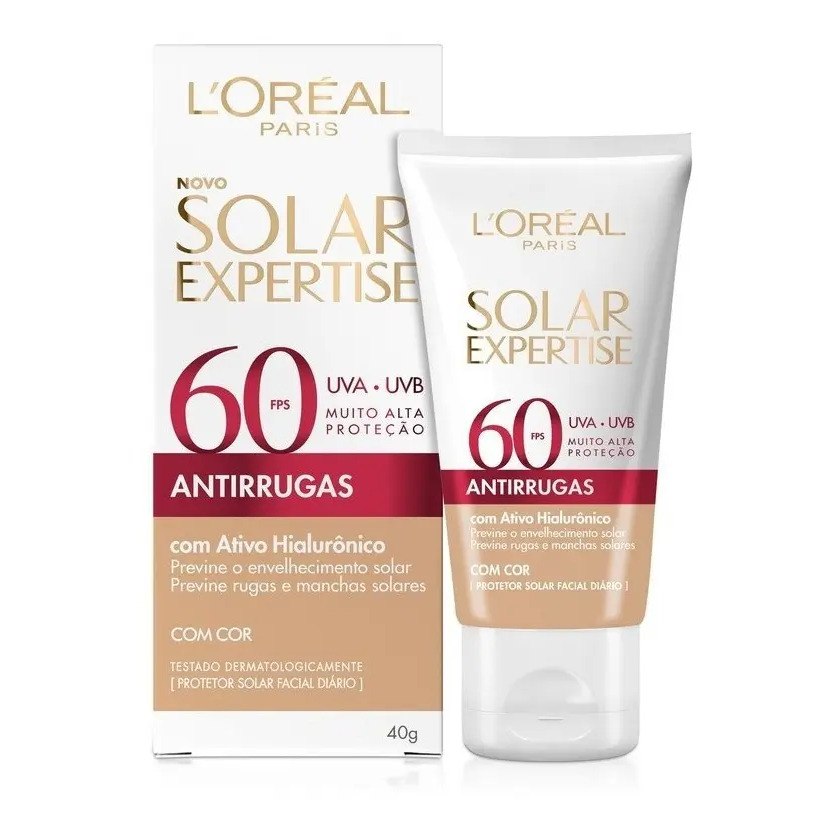 L'ORÉAL
PARIS
NOVO
SOLAR
EXPERTISE
60
FPS
UVA • UVB
MUITO ALTA
PROTEÇÃO
ANTIRRUGAS
com Ativo Hialurônico
Previne o envelhecimento solar
Previne rugas e manchas solares
COM COR
TESTADO DERMATOLOGICAMENTE
[ PROTETOR SOLAR FACIAL DIÁRIO ]
40g
L'ORÉAL
PARIS
SOLAR
EXPERTISE
60
FPS
UVA • UVB
MUITO ALTA
PROTEÇÃO
ANTIRRUGAS
com Ativo Hialurônico
Previne o envelhecimento solar
Previne rugas e manchas solares
COM COR
[ PROTETOR SOLAR FACIAL DIÁRIO ]